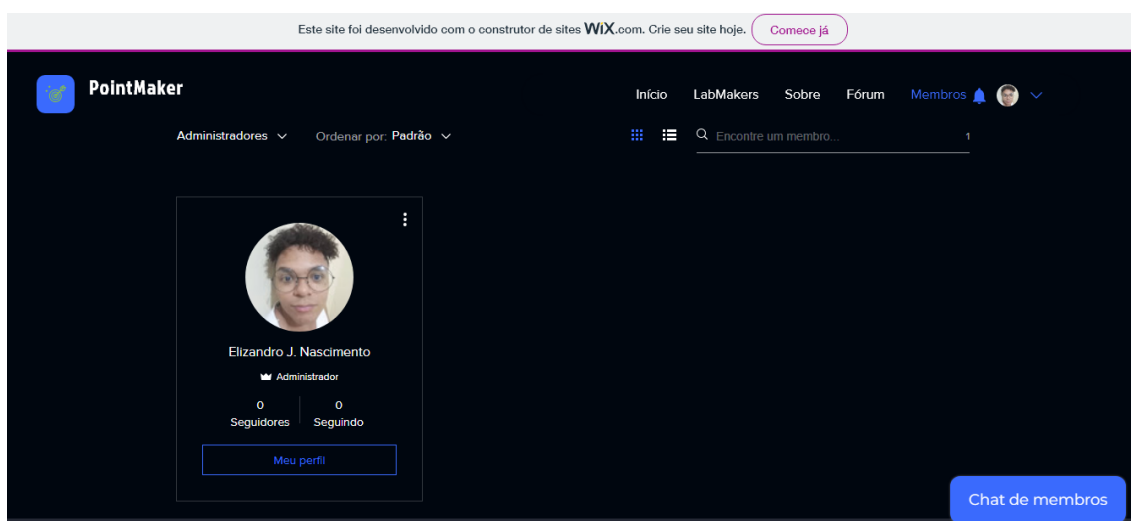 Este site foi desenvolvido com o construtor de sites WiX.com. Crie seu site hoje. Comece já
PointMaker
Início LabMakers Sobre Fórum Membros
Administradores Ordenar por: Padrão Encontre um membro... 1
Elizandro J. Nascimento
Administrador
0 0
Seguidores Seguindo
Meu perfil
Chat de membros